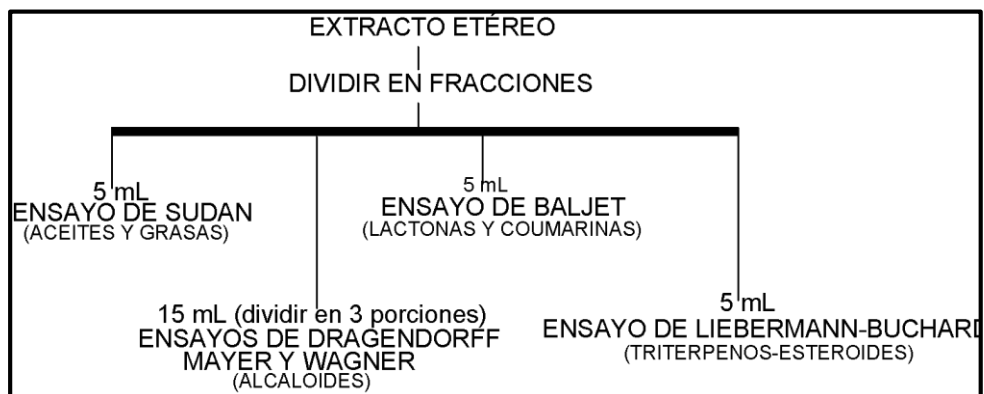 EXTRACTO ETÉREO
DIVIDIR EN FRACCIONES
5 mL
ENSAYO DE SUDAN
(ACEITES Y GRASAS)
5 mL
ENSAYO DE BALJET
(LACTONAS Y COUMARINAS)
15 mL (dividir en 3 porciones)
ENSAYOS DE DRAGENDORFF
MAYER Y WAGNER
(ALCALOIDES)
5 mL
ENSAYO DE LIEBERMANN-BUCHARD
(TRITERPENOS-ESTEROIDES)